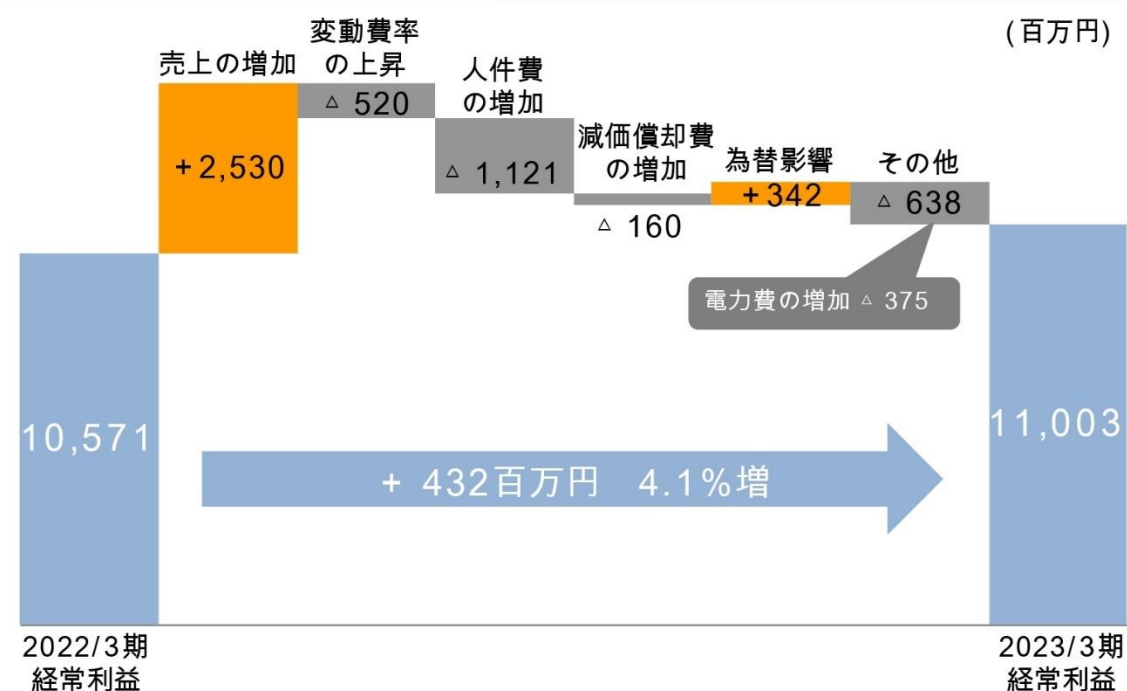 (百万円)
売上の増加
変動費率
の上昇
人件費
の増加
減価償却費
の増加
為替影響
その他
+2,530
△ 520
△ 1,121
△ 160
+342
△ 638
電力費の増加 △ 375
10,571
11,003
+ 432百万円 4.1%増
2022/3期
経常利益
2023/3期
経常利益